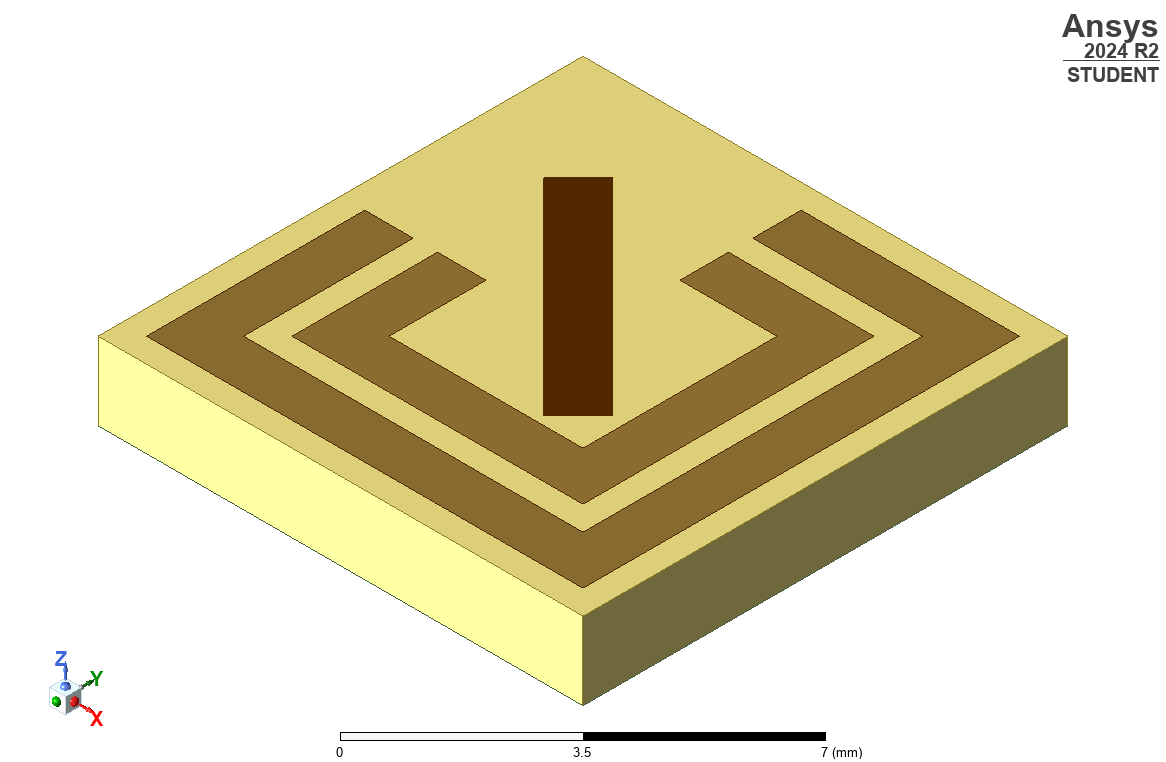 Ansys
2024 R2
STUDENT
Z
Y
X
0 3.5 7 (mm)